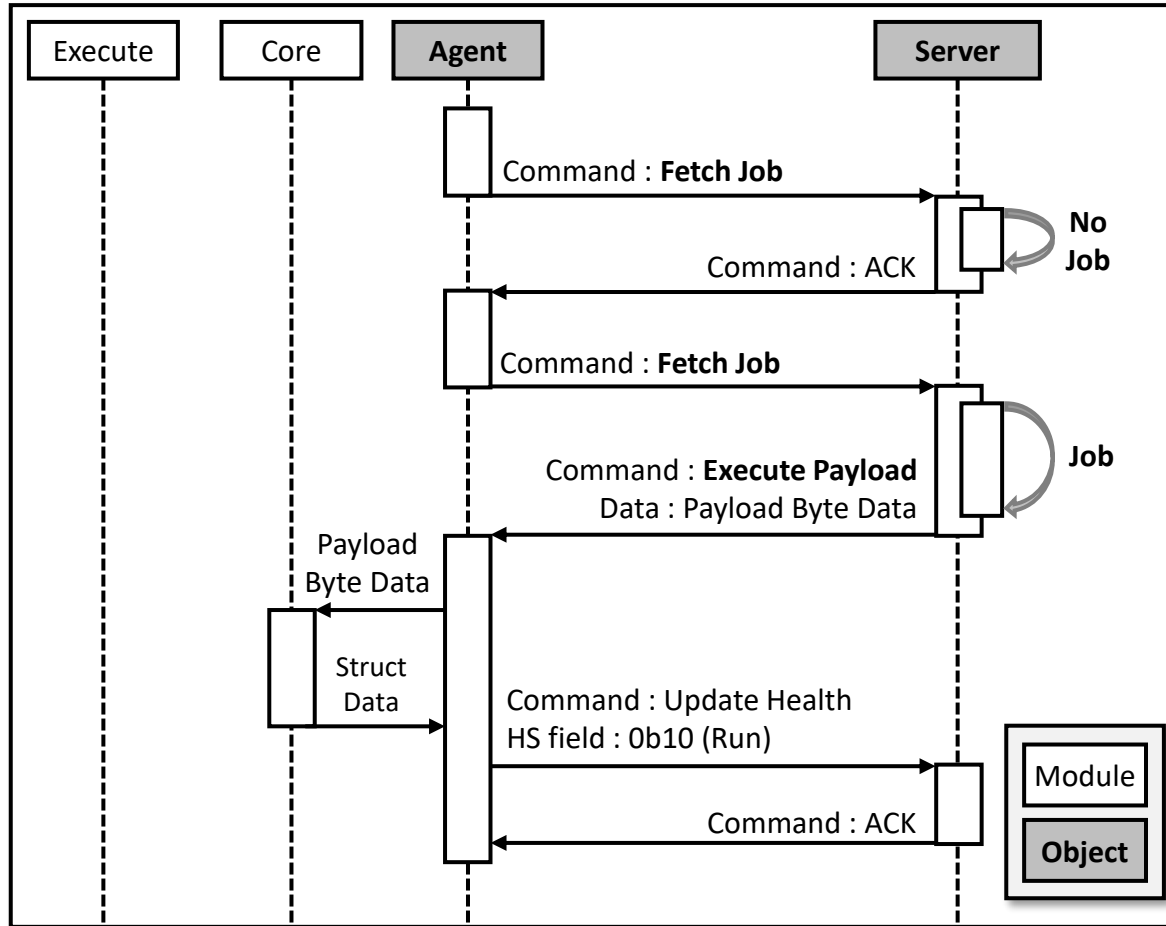 Execute
Core
Agent
Server
Command : Fetch Job
No
Job
Command : ACK
Command : Fetch Job
Job
Command : Execute Payload
Data : Payload Byte Data
Payload
Byte Data
Struct
Data
Command : Update Health
HS field : 0b10 (Run)
Module
Command : ACK
Object